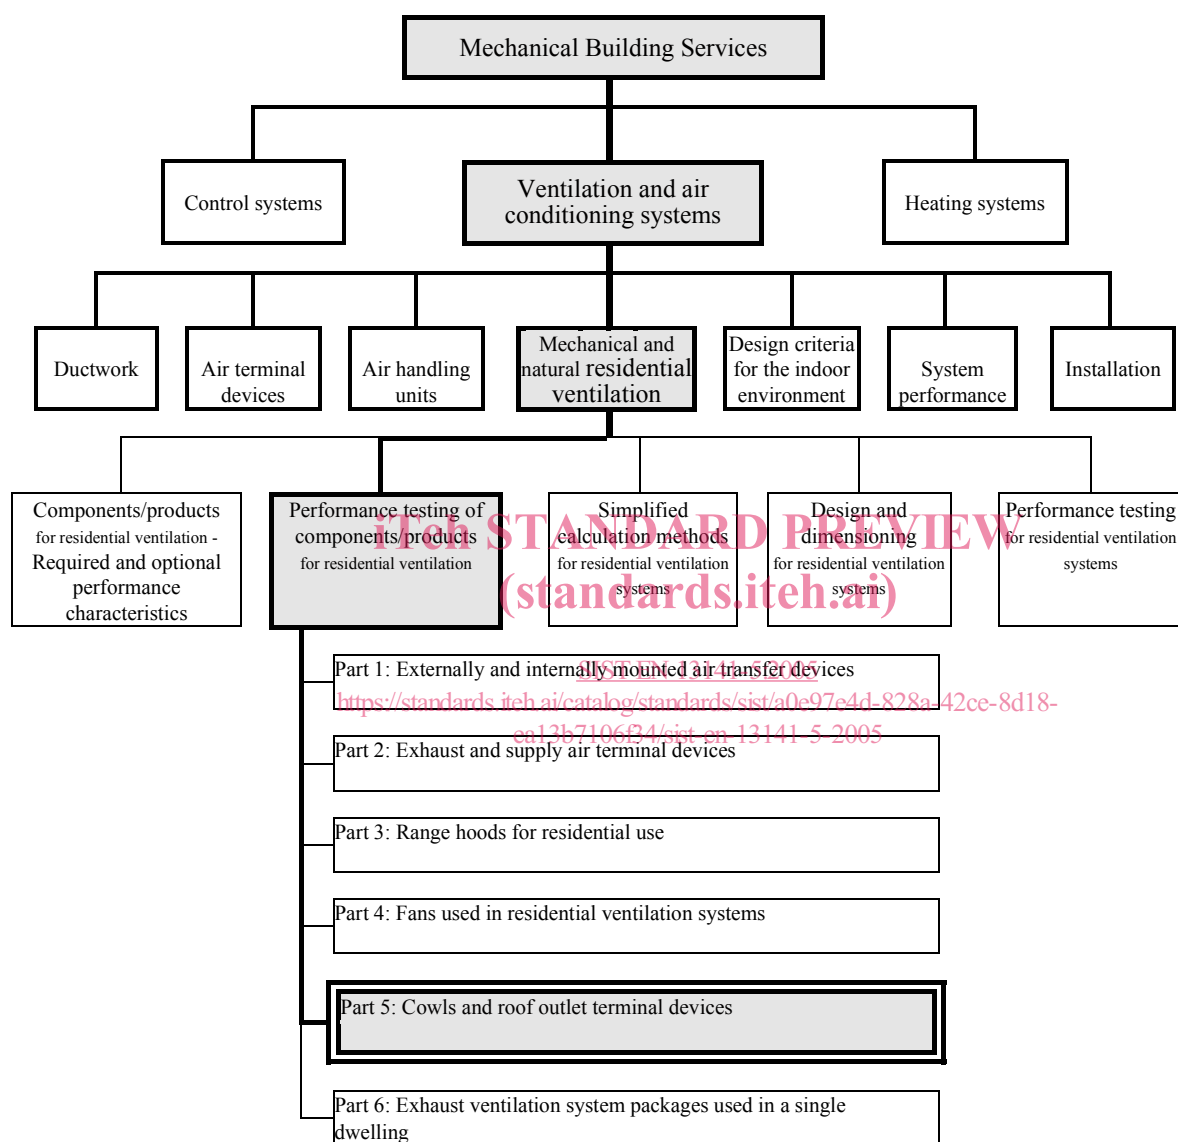 Mechanical Building Services
Control systems
Ventilation and air
conditioning systems
Heating systems
Ductwork
Air terminal
devices
Air handling
units
Mechanical and
natural residential
ventilation
Design criteria
for the indoor
environment
System
performance
Installation
Components/products
for residential ventilation -
Required and optional
performance
characteristics
Performance testing of
components/products
for residential ventilation
Simplified
calculation methods
for residential ventilation
systems
Design and
dimensioning
for residential ventilation
systems
Performance testing
for residential ventilation
systems
iTeh STANDARD PREVIEW
(standards.iteh.ai)
Part 1: Externally and internally mounted air transfer devices
SIST EN 13141-5:2005
https://standards.iteh.ai/catalog/standards/sist/a0e97e4d-828a-42ce-8d18-
ea13b7106f34/sist-en-13141-5-2005
Part 2: Exhaust and supply air terminal devices
Part 3: Range hoods for residential use
Part 4: Fans used in residential ventilation systems
Part 5: Cowls and roof outlet terminal devices
Part 6: Exhaust ventilation system packages used in a single
dwelling